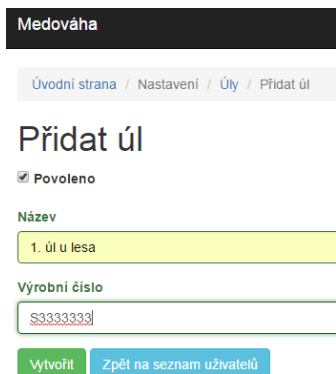 Medováha
Úvodní strana / Nastavení / Úly / Přidat úl
Přidat úl
Povoleno
Název
1. úl u lesa
Výrobní číslo
S3333333
Vytvořit Zpět na seznam uživatelů